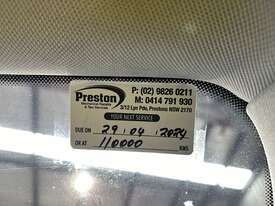 Preston
Mechanical Repairs
& Tyre Services
P: (02) 9826 0211
M: 0414 791 930
3/12 Lyn Pde, Prestons NSW 2170
YOUR NEXT SERVICE
DUE ON 29 04 2024
OR AT 110000 KMS